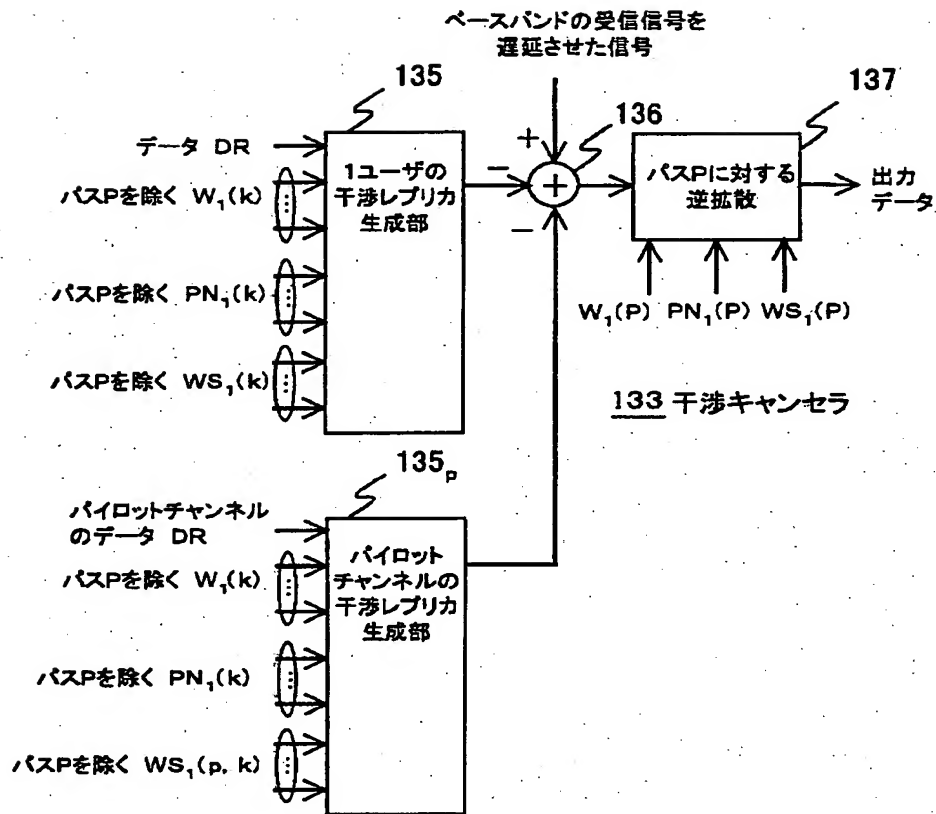 ベースバンドの受信信号を
遅延させた信号
135
136
137
データ DR
パスPを除く W₁(k)
パスPを除く PN₁(k)
パスPを除く WS₁(k)
1ユーザの
干渉レプリカ
生成部
+
−
−
+
パスPに対する
逆拡散
出力
データ
W₁(P) PN₁(P) WS₁(P)
133 干渉キャンセラ
135ₚ
パイロットチャンネル
のデータ DR
パスPを除く W₁(k)
パスPを除く PN₁(k)
パスPを除く WS₁(p, k)
パイロット
チャンネルの
干渉レプリカ
生成部